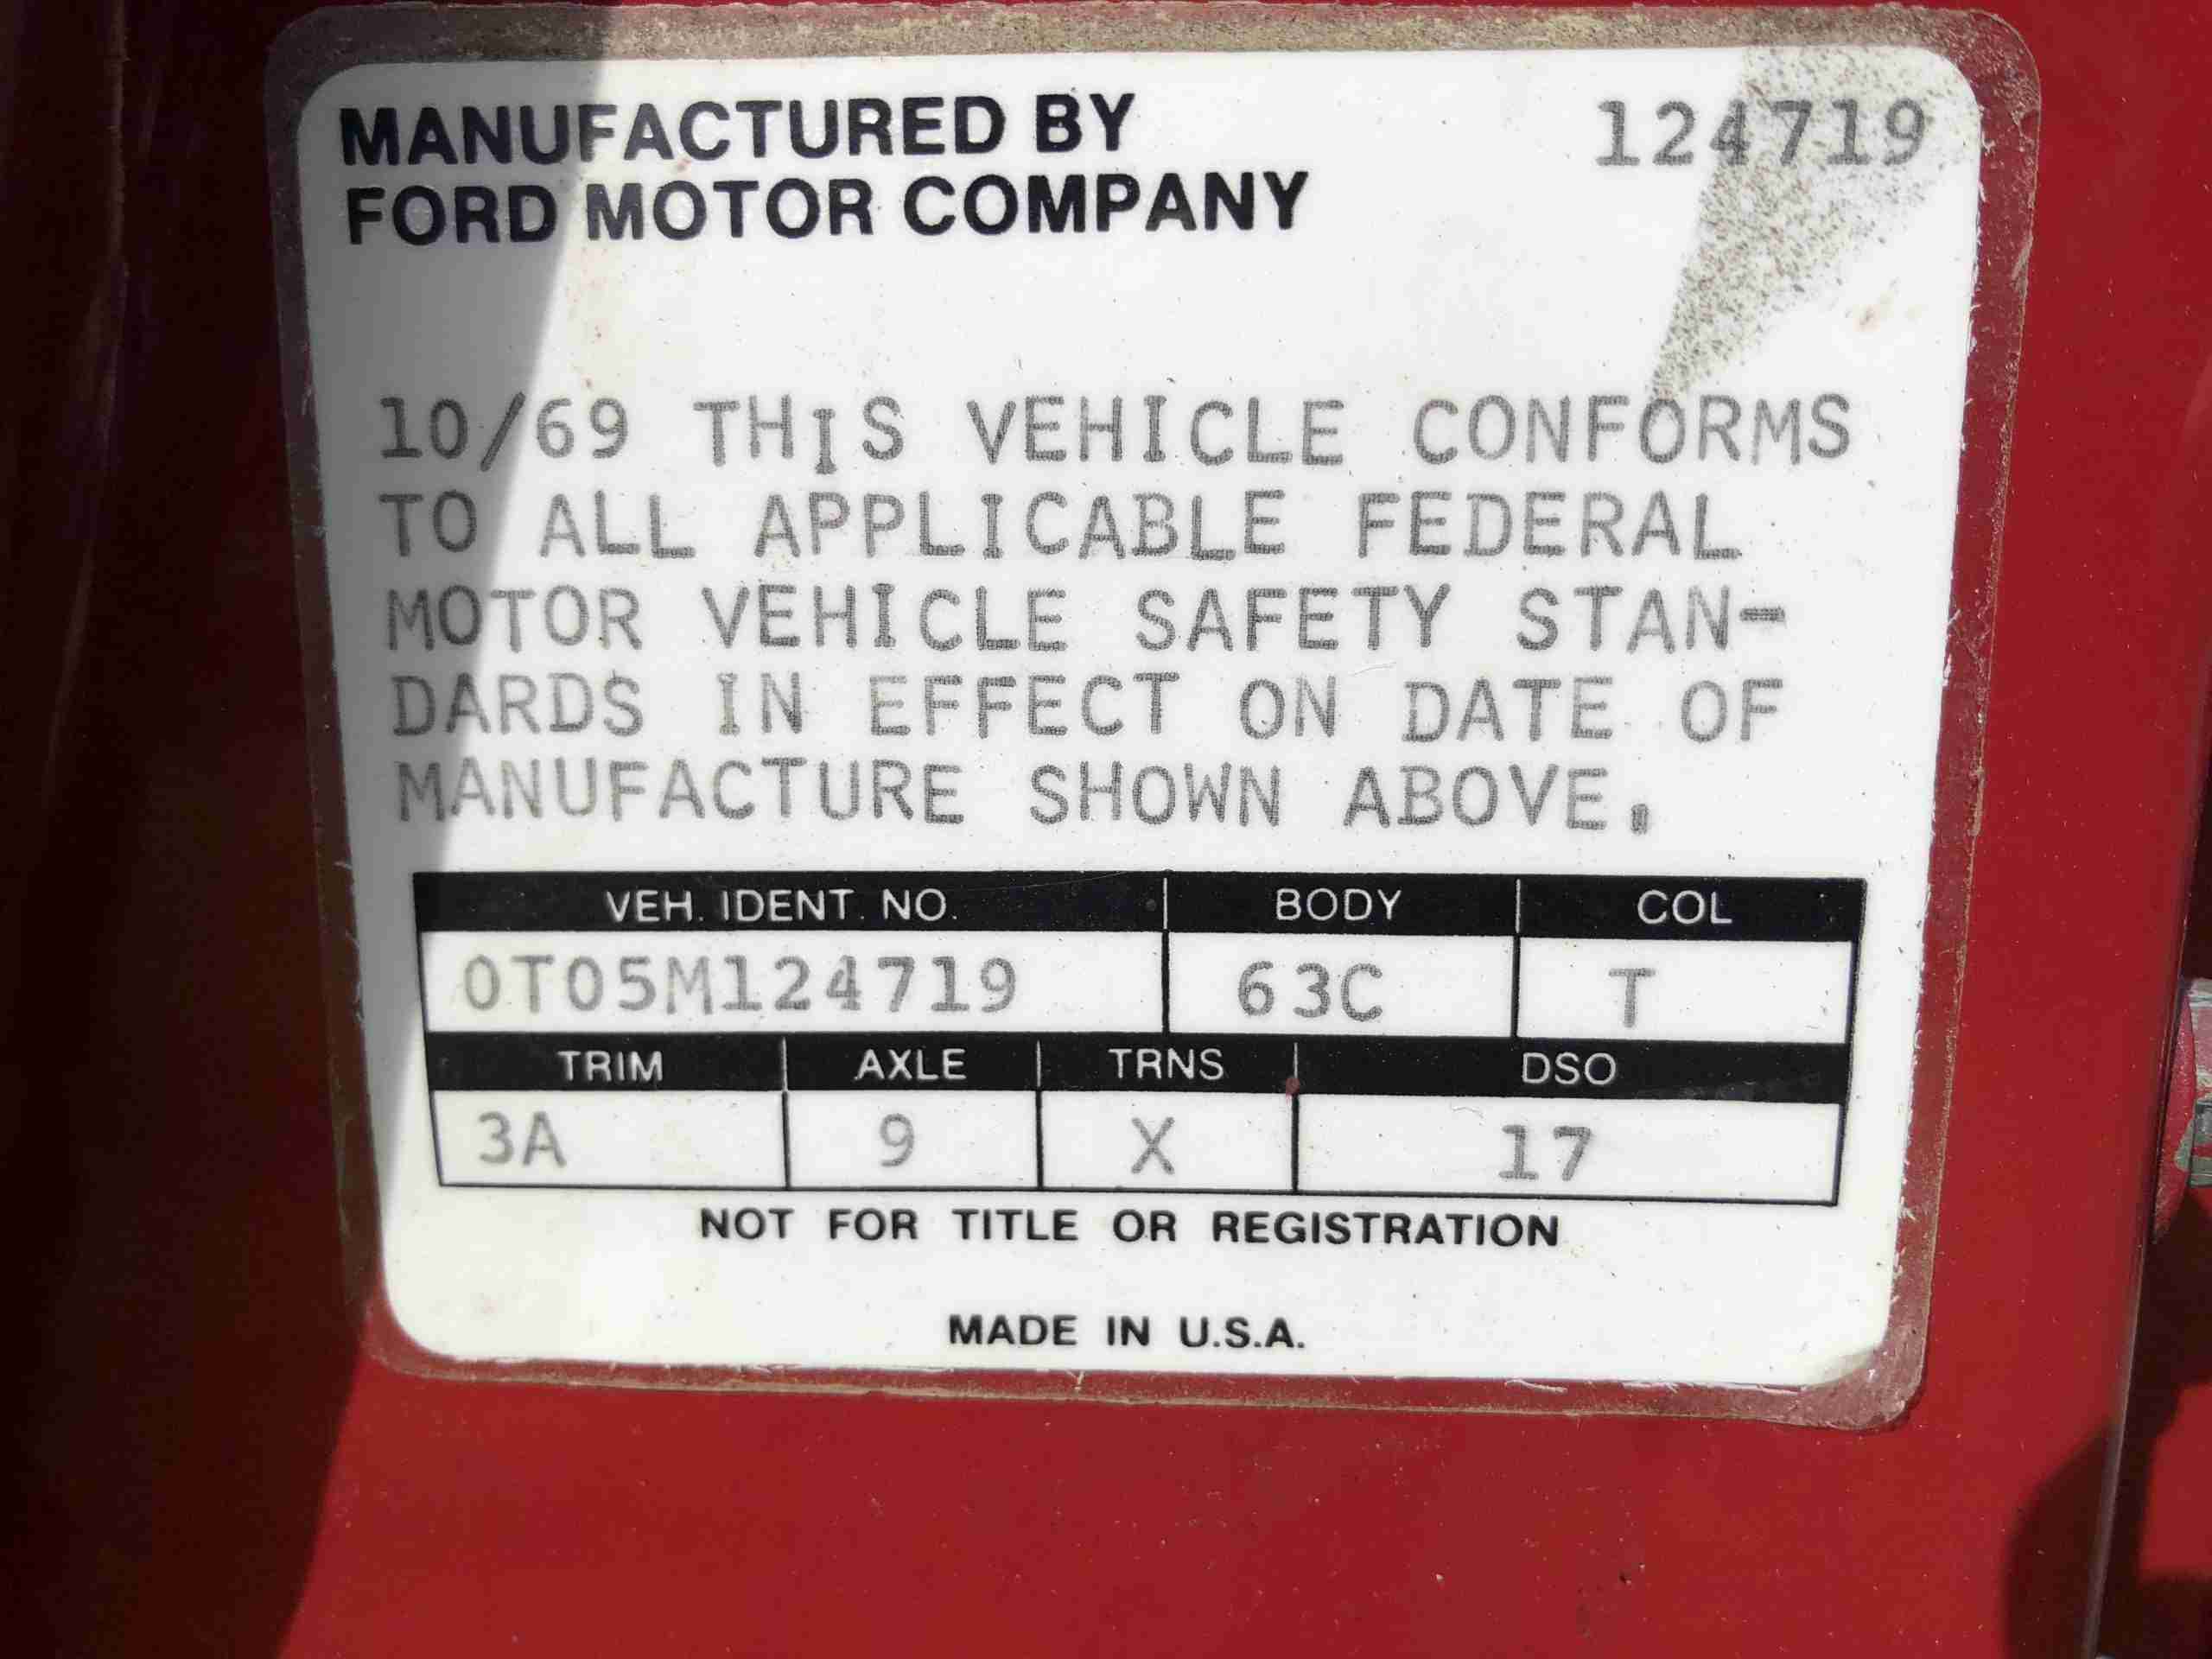 MANUFACTURED BY 124719
FORD MOTOR COMPANY
10/69 THIS VEHICLE CONFORMS
TO ALL APPLICABLE FEDERAL
MOTOR VEHICLE SAFETY STAN-
DARDS IN EFFECT ON DATE OF
MANUFACTURE SHOWN ABOVE.
VEH. IDENT. NO. BODY COL
0T05M124719 63C T
TRIM AXLE TRNS DSO
3A 9 X 17
NOT FOR TITLE OR REGISTRATION
MADE IN U.S.A.